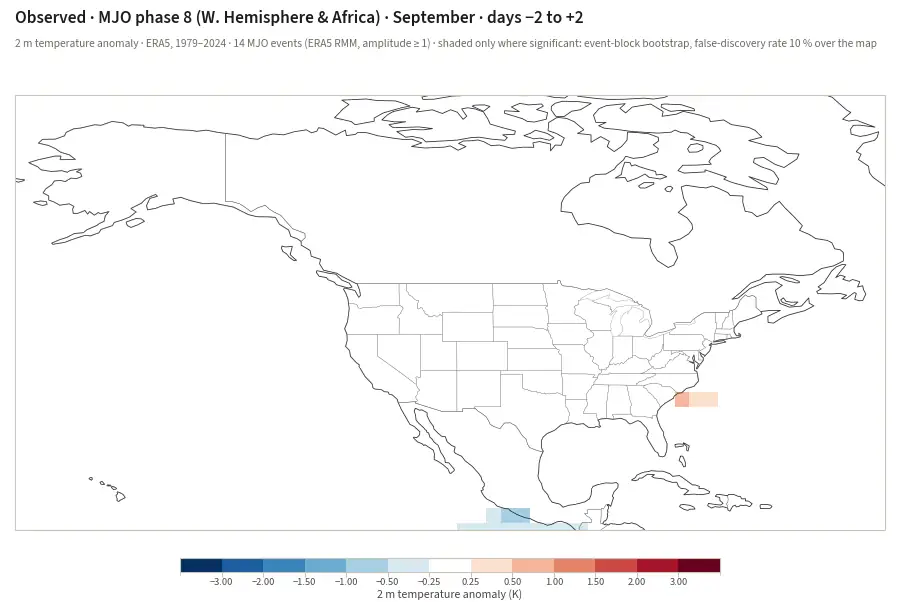 Observed · MJO phase 8 (W. Hemisphere & Africa) · September · days −2 to +2
2 m temperature anomaly · ERA5, 1979–2024 · 14 MJO events (ERA5 RMM, amplitude ≥ 1) · shaded only where significant: event-block bootstrap, false-discovery rate 10 % over the map
−3.00 −2.00 −1.50 −1.00 −0.50 −0.25 0.25 0.50 1.00 1.50 2.00 3.00
2 m temperature anomaly (K)